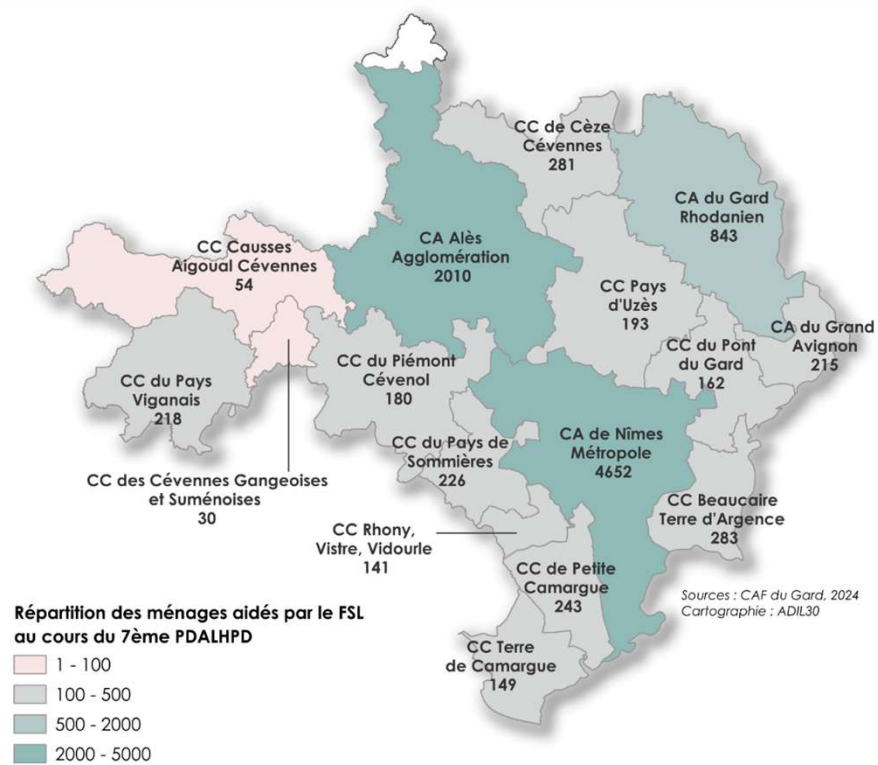 CC de Cèze
Cévennes
281
CA du Gard
Rhodanien
843
CC Causses
Aigoual Cévennes
54
CA Alès
Agglomération
2010
CC Pays
d'Uzès
193
CA du Grand
Avignon
215
CC du Pont
du Gard
162
CC du Piémont
Cévenol
180
CC du Pays
Viganais
218
CA de Nîmes
Métropole
4652
CC du Pays de
Sommières
226
CC des Cévennes Gangeoises
et Suménoises
30
CC Beaucaire
Terre d'Argence
283
CC Rhony,
Vistre, Vidourle
141
CC de Petite
Camargue
243
CC Terre
de Camargue
149
Sources : CAF du Gard, 2024
Cartographie : ADIL30
Répartition des ménages aidés par le FSL
au cours du 7ème PDALHPD
1 - 100
100 - 500
500 - 2000
2000 - 5000